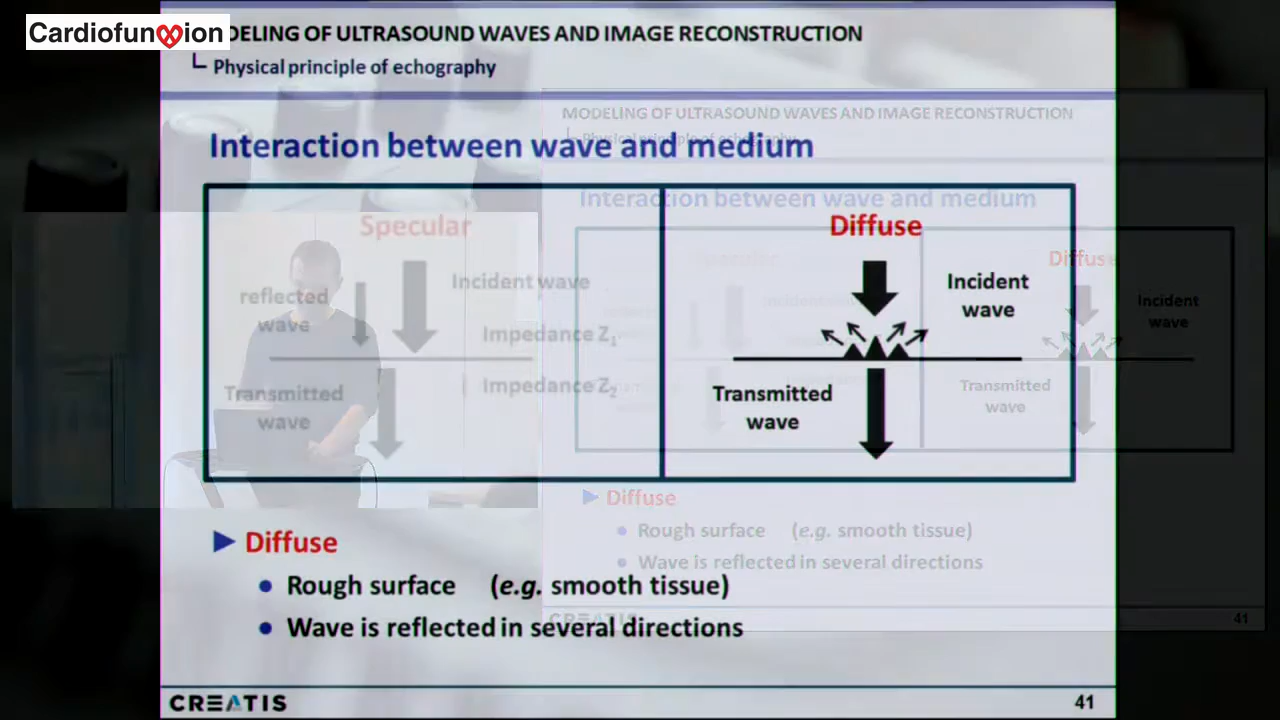 Cardiofunxion
DELING OF ULTRASOUND WAVES AND IMAGE RECONSTRUCTION
Physical principle of echography
MODELING OF ULTRASOUND WAVES AND IMAGE RECONSTRUCTION
Physical principle of echography
Interaction between wave and medium
Interaction between wave and medium
Specular
Diffuse
Diffuse
reflected
wave
Incident wave
Incident
wave
Incident
wave
Impedance Z1
Impedance Z2
Transmitted
wave
Transmitted
wave
Transmitted
wave
Diffuse
Rough surface (e.g. smooth tissue)
Wave is reflected in several directions
Diffuse
Rough surface (e.g. smooth tissue)
Wave is reflected in several directions
CREATIS
41
CREATIS
41